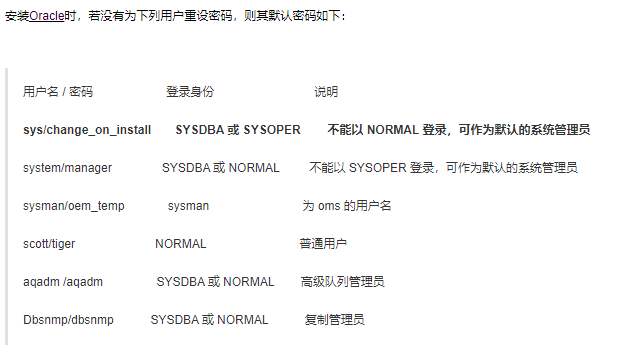 安装Oracle时，若没有为下列用户重设密码，则其默认密码如下：
用户名 / 密码 登录身份 说明
sys/change_on_install SYSDBA 或 SYSOPER 不能以 NORMAL 登录，可作为默认的系统管理员
system/manager SYSDBA 或 NORMAL 不能以 SYSOPER 登录，可作为默认的系统管理员
sysman/oem_temp sysman 为 oms 的用户名
scott/tiger NORMAL 普通用户
aqadm /aqadm SYSDBA 或 NORMAL 高级队列管理员
Dbsnmp/dbsnmp SYSDBA 或 NORMAL 复制管理员